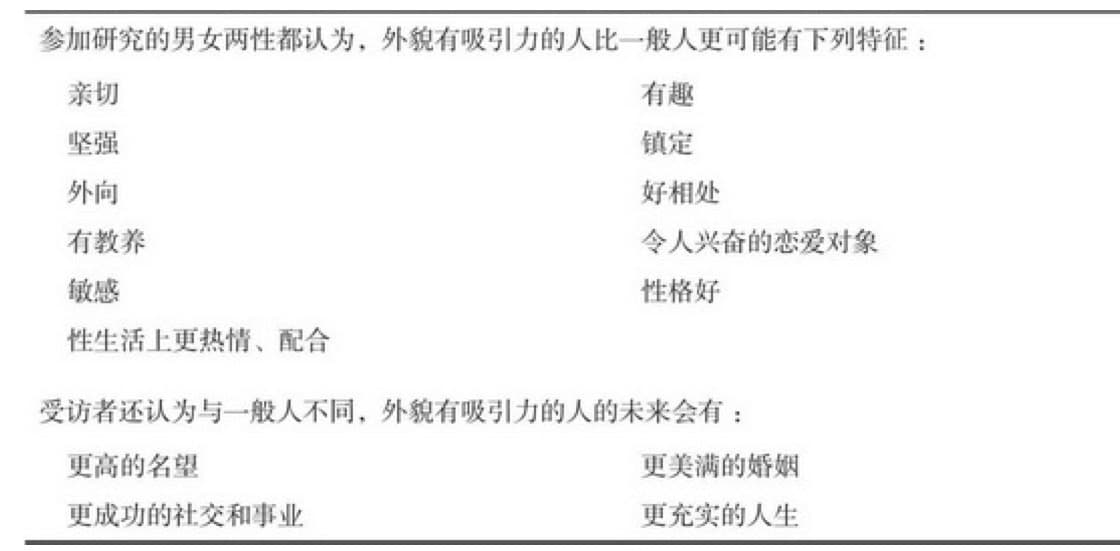 参加研究的男女两性都认为，外貌有吸引力的人比一般人更可能有下列特征：
亲切 有趣
坚强 镇定
外向 好相处
有教养 令人兴奋的恋爱对象
敏感 性格好
性生活上更热情、配合
受访者还认为与一般人不同，外貌有吸引力的人的未来会有：
更高的名望 更美满的婚姻
更成功的社交和事业 更充实的人生